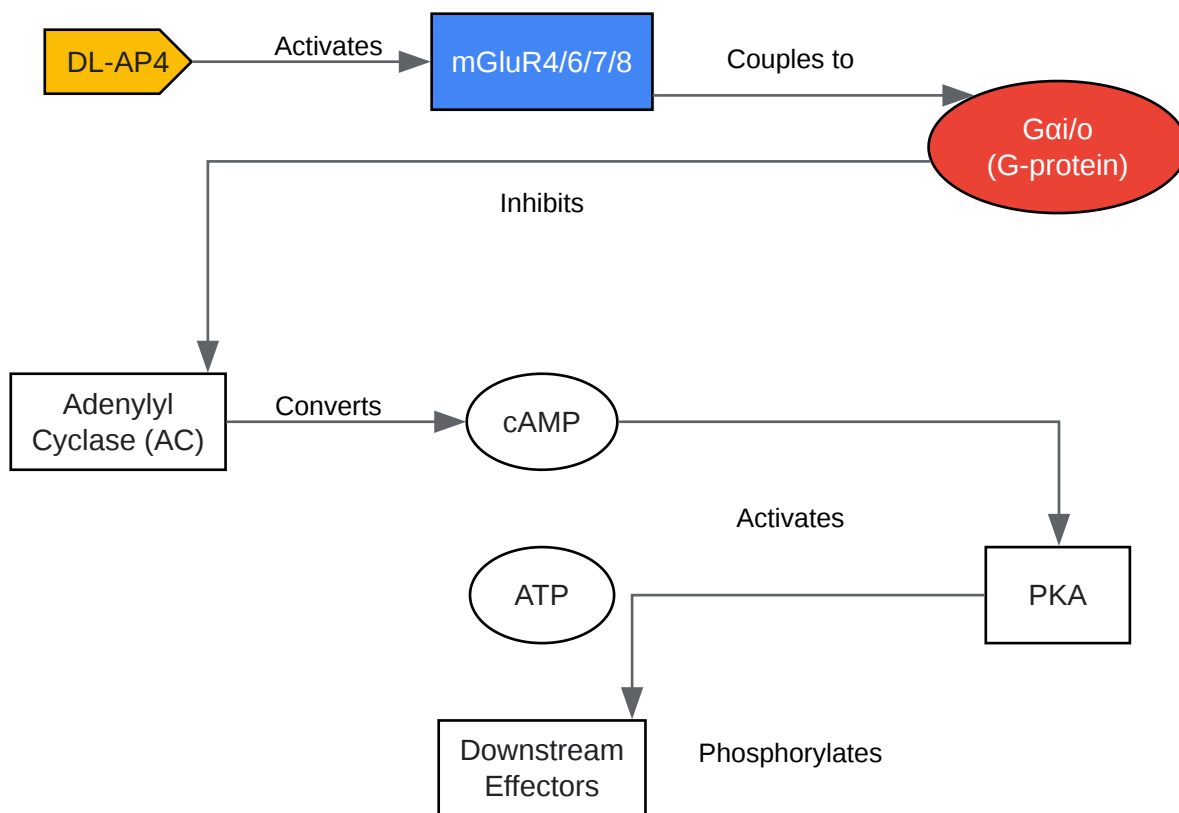 DL-AP4
Activates
mGluR4/6/7/8
Couples to
Gαi/o
(G-protein)
Inhibits
Adenylyl
Cyclase (AC)
Converts
cAMP
Activates
ATP
PKA
Downstream
Effectors
Phosphorylates